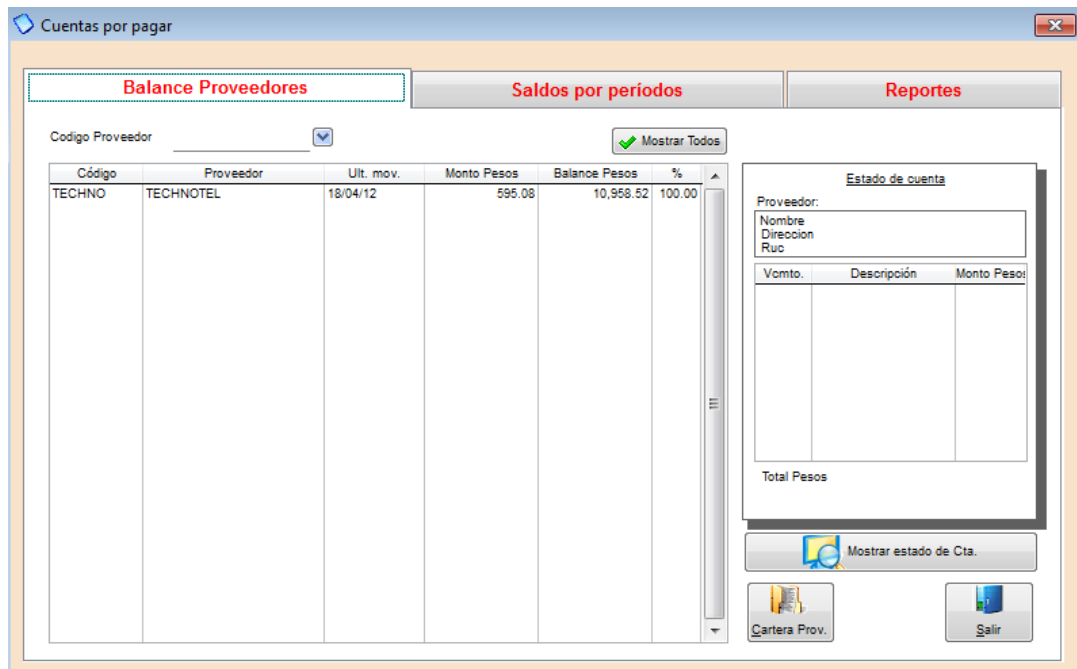 Cuentas por pagar
Balance Proveedores
Saldos por períodos
Reportes
Codigo Proveedor
Mostrar Todos
Código Proveedor Ult. mov. Monto Pesos Balance Pesos %
TECHNO TECHNOTEL 18/04/12 595.08 10,958.52 100.00
Estado de cuenta
Proveedor:
Nombre
Direccion
Ruc
Vcmto. Descripción Monto Pesos
Total Pesos
Mostrar estado de Cta.
Cartera Prov.
Salir